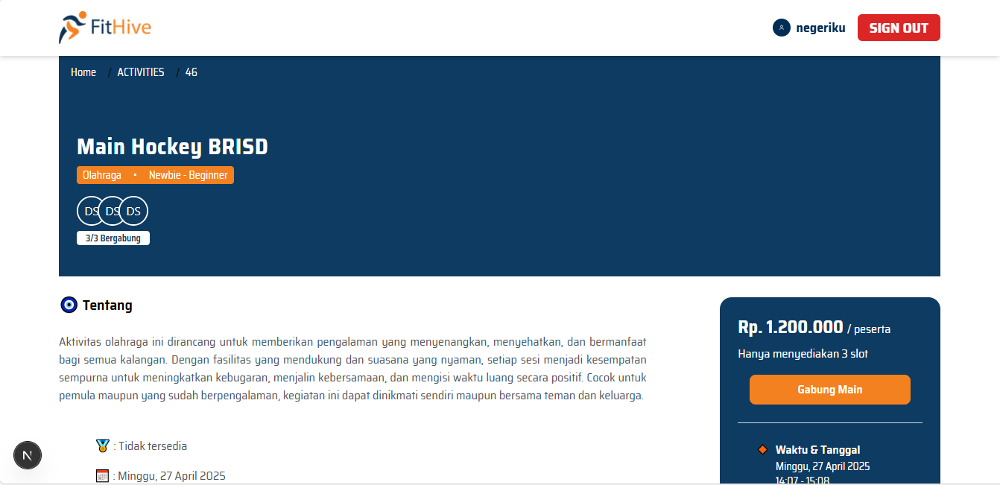 FitHive
negeriku
SIGN OUT
Home / ACTIVITIES / 46
Main Hockey BRISD
Olahraga • Newbie - Beginner
DS DS DS
3/3 Bergabung
Tentang
Aktivitas olahraga ini dirancang untuk memberikan pengalaman yang menyenangkan, menyehatkan, dan bermanfaat
bagi semua kalangan. Dengan fasilitas yang mendukung dan suasana yang nyaman, setiap sesi menjadi kesempatan
sempurna untuk meningkatkan kebugaran, menjalin kebersamaan, dan mengisi waktu luang secara positif. Cocok untuk
pemula maupun yang sudah berpengalaman, kegiatan ini dapat dinikmati sendiri maupun bersama teman dan keluarga.
: Tidak tersedia
: Minggu, 27 April 2025
Rp. 1.200.000 / peserta
Hanya menyediakan 3 slot
Gabung Main
Waktu & Tanggal
Minggu, 27 April 2025
14:07 - 15:08
N